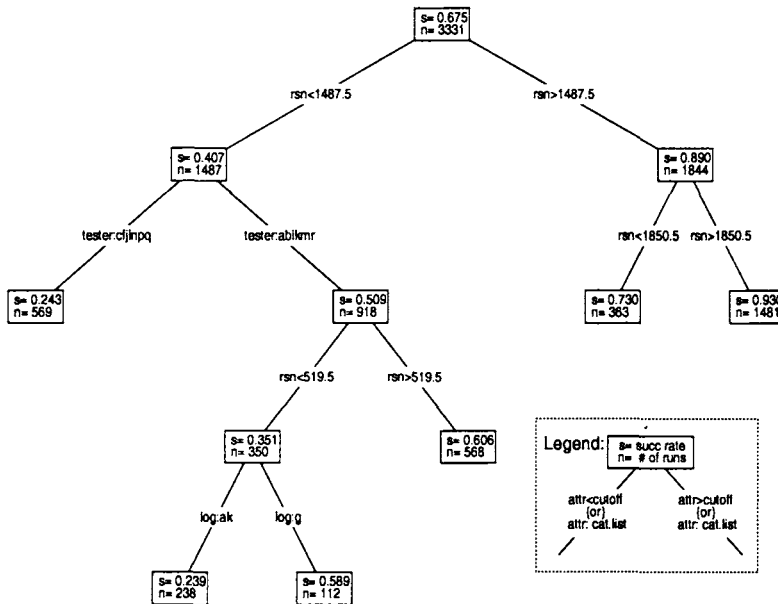 s= 0.675
n= 3331
rsn<1487.5
rsn>1487.5
s= 0.407
n= 1487
s= 0.890
n= 1844
tester:cfjlnpq
tester:abikmr
rsn<1850.5
rsn>1850.5
s= 0.243
n= 569
s= 0.509
n= 918
s= 0.730
n= 363
s= 0.930
n= 1481
rsn<519.5
rsn>519.5
s= 0.351
n= 350
s= 0.606
n= 568
log:ak
log:g
s= 0.239
n= 238
s= 0.589
n= 112
Legend:
s= succ rate
n= # of runs
attr<cutoff
{or}
attr: cat.list
attr>cutoff
{or}
attr: cat.list